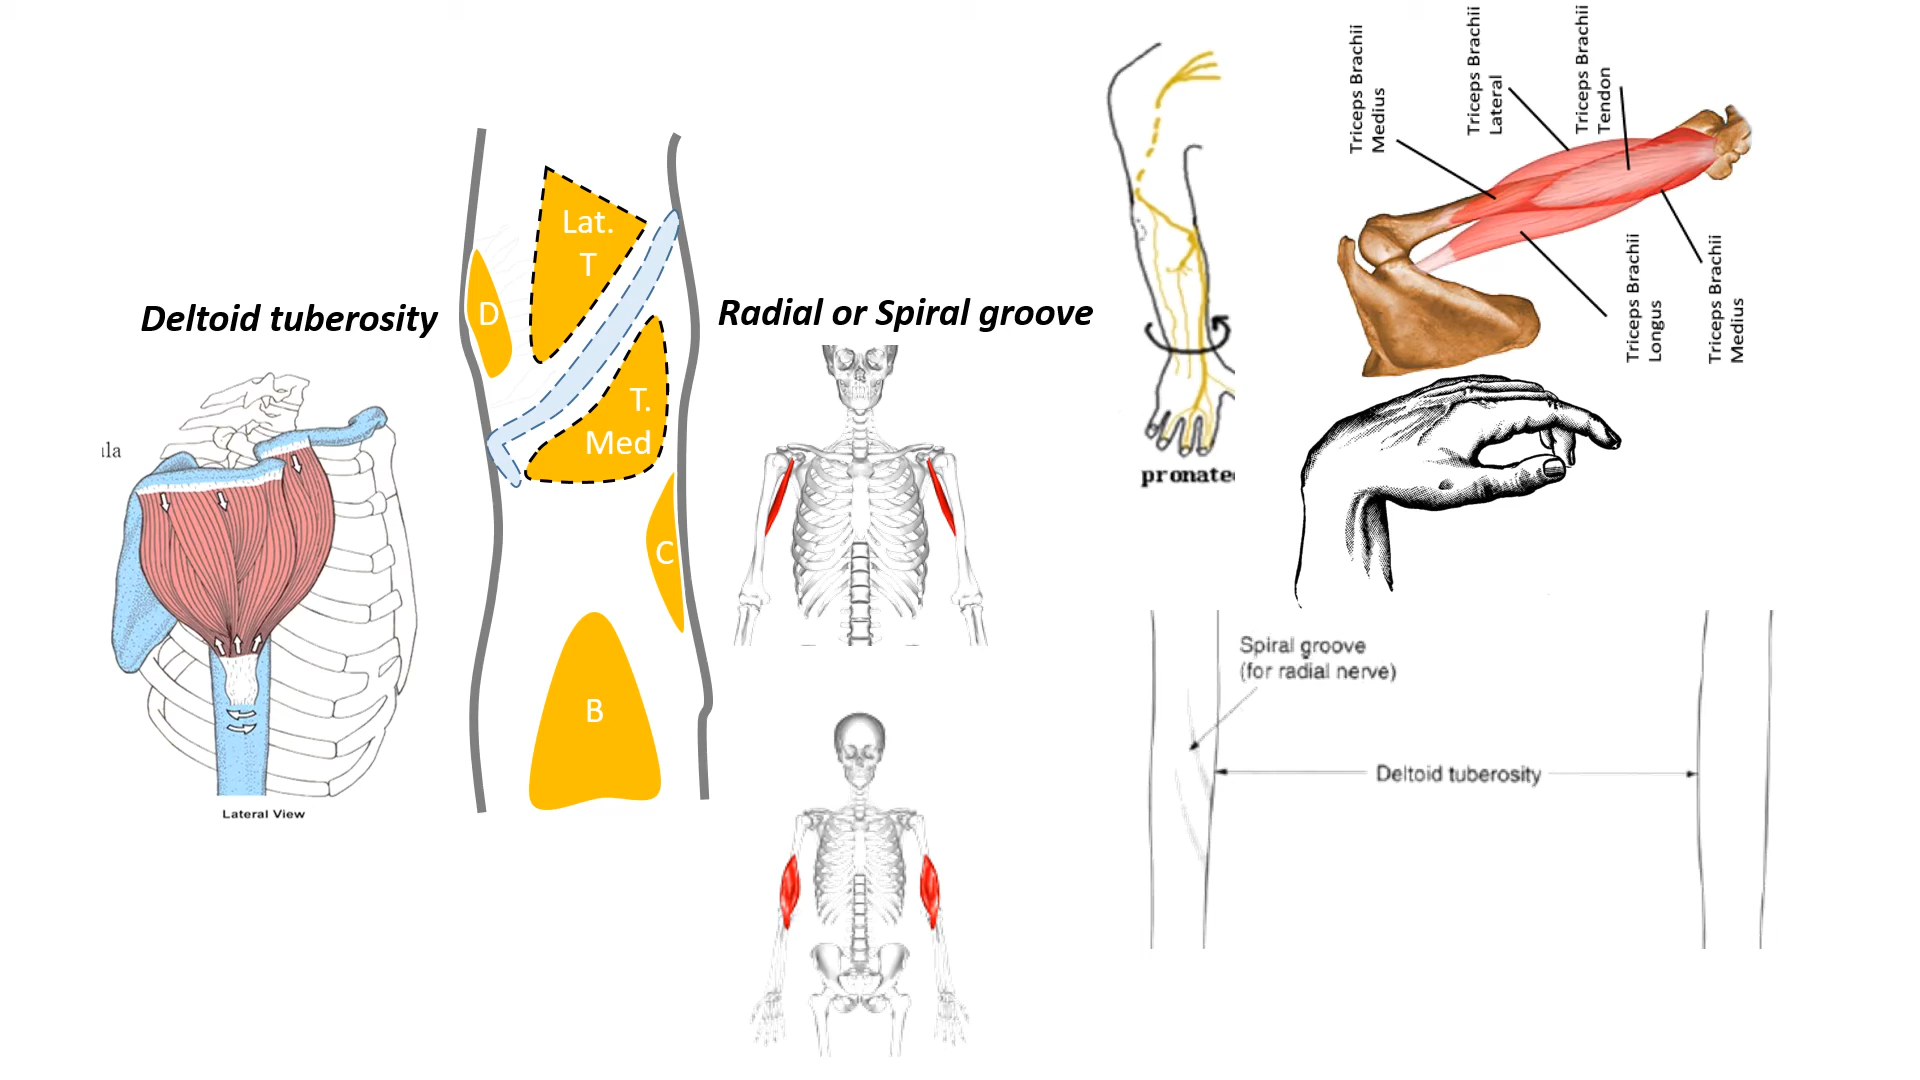 Deltoid tuberosity
Lat.
T
D
T.
Med
C
B
Radial or Spiral groove
Lateral View
pronate
Triceps Brachii
Medius
Triceps Brachii
Lateral
Triceps Brachii
Tendon
Triceps Brachii
Longus
Triceps Brachii
Medius
Spiral groove
(for radial nerve)
Deltoid tuberosity